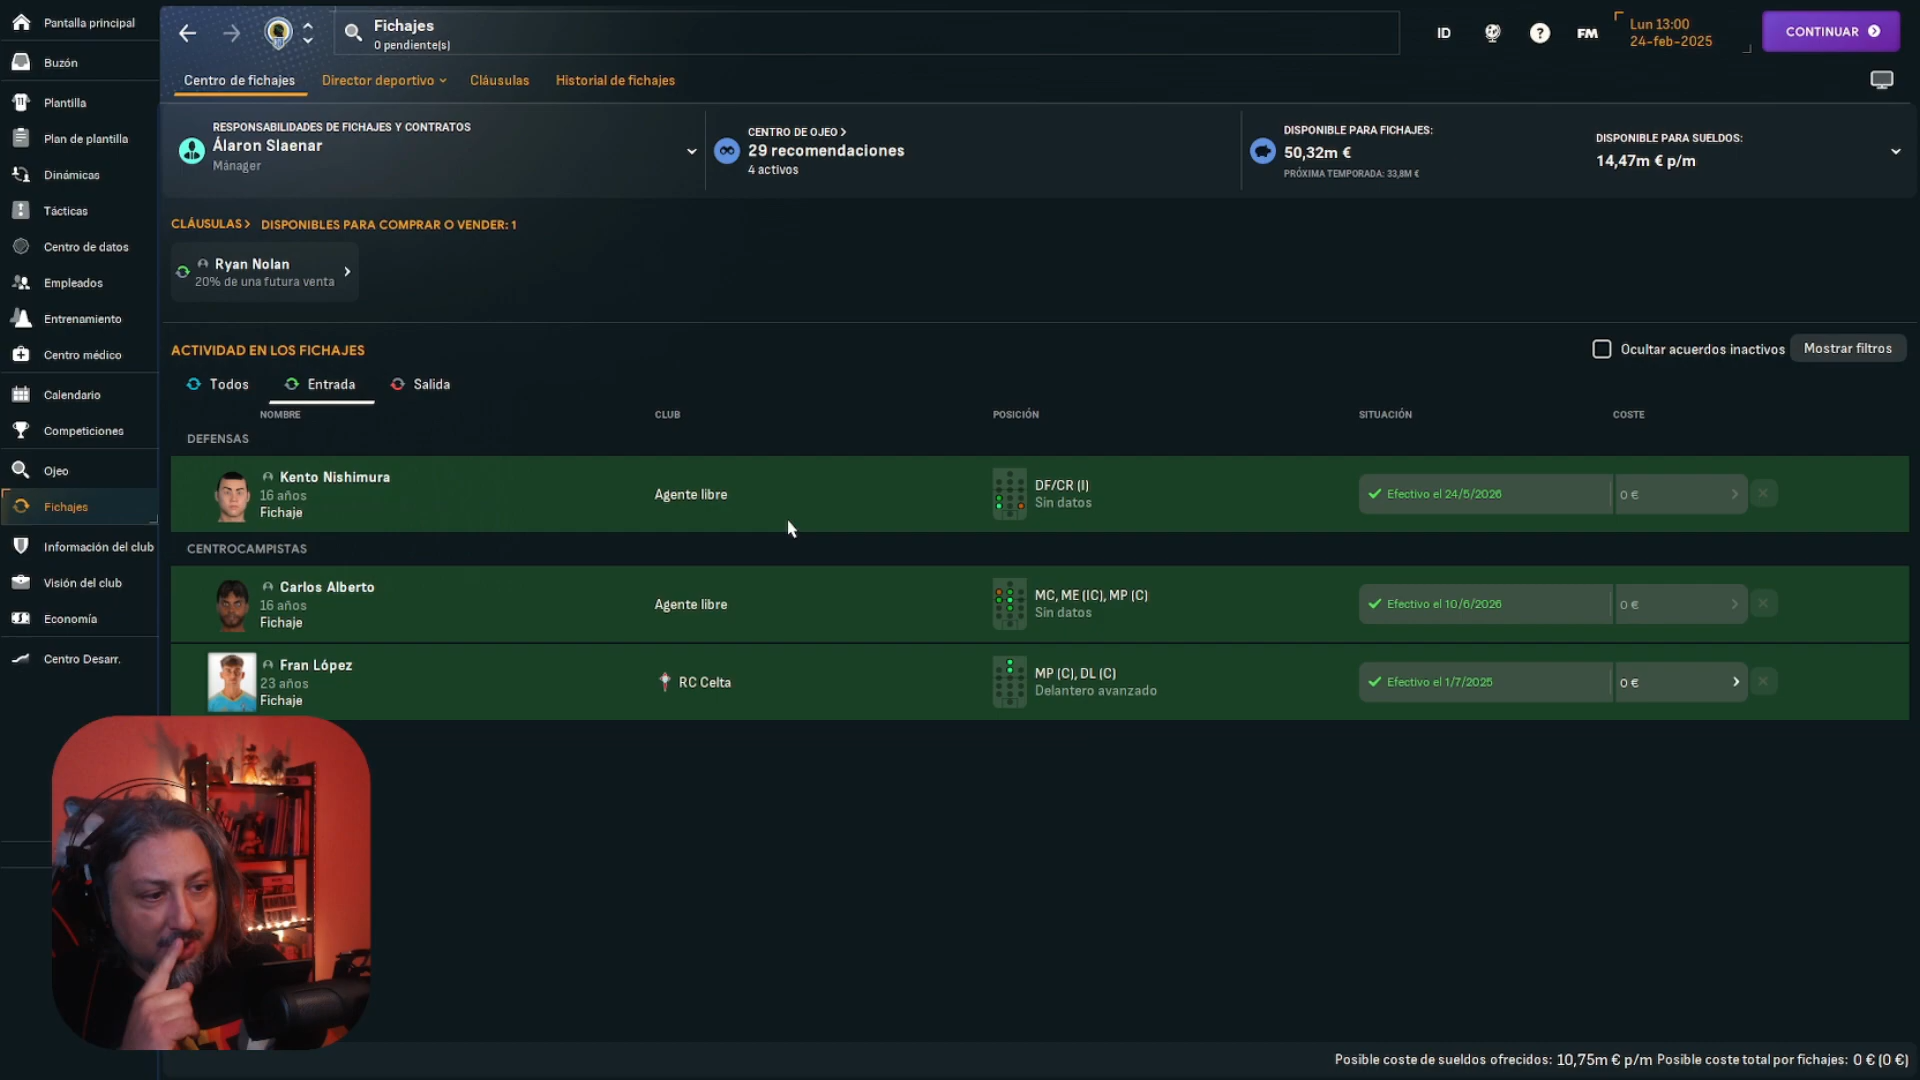 Pantalla principal
Buzón
Plantilla
Plan de plantilla
Dinámicas
Tácticas
Centro de datos
Empleados
Entrenamiento
Centro médico
Calendario
Competiciones
Ojeo
Fichajes
Información del club
Visión del club
Economía
Centro Desarr.
Fichajes
0 pendiente(s)
ID
FM
Lun 13:00
24-feb-2025
CONTINUAR
Centro de fichajes
Director deportivo
Cláusulas
Historial de fichajes
RESPONSABILIDADES DE FICHAJES Y CONTRATOS
Álaron Slaenar
Mánager
CENTRO DE OJEO >
29 recomendaciones
4 activos
DISPONIBLE PARA FICHAJES:
50,32m €
PRÓXIMA TEMPORADA: 33,8M €
DISPONIBLE PARA SUELDOS:
14,47m € p/m
CLÁUSULAS > DISPONIBLES PARA COMPRAR O VENDER: 1
Ryan Nolan
20% de una futura venta
ACTIVIDAD EN LOS FICHAJES
Ocultar acuerdos inactivos
Mostrar filtros
Todos
Entrada
Salida
NOMBRE CLUB POSICIÓN SITUACIÓN COSTE
DEFENSAS
Kento Nishimura
16 años
Fichaje
Agente libre
DF/CR (I)
Sin datos
Efectivo el 24/5/2026
0 €
CENTROCAMPISTAS
Carlos Alberto
16 años
Fichaje
Agente libre
MC, ME (IC), MP (C)
Sin datos
Efectivo el 10/6/2026
0 €
Fran López
23 años
Fichaje
RC Celta
MP (C), DL (C)
Delantero avanzado
Efectivo el 1/7/2025
0 €
Posible coste de sueldos ofrecidos: 10,75m € p/m Posible coste total por fichajes: 0 € (0 €)